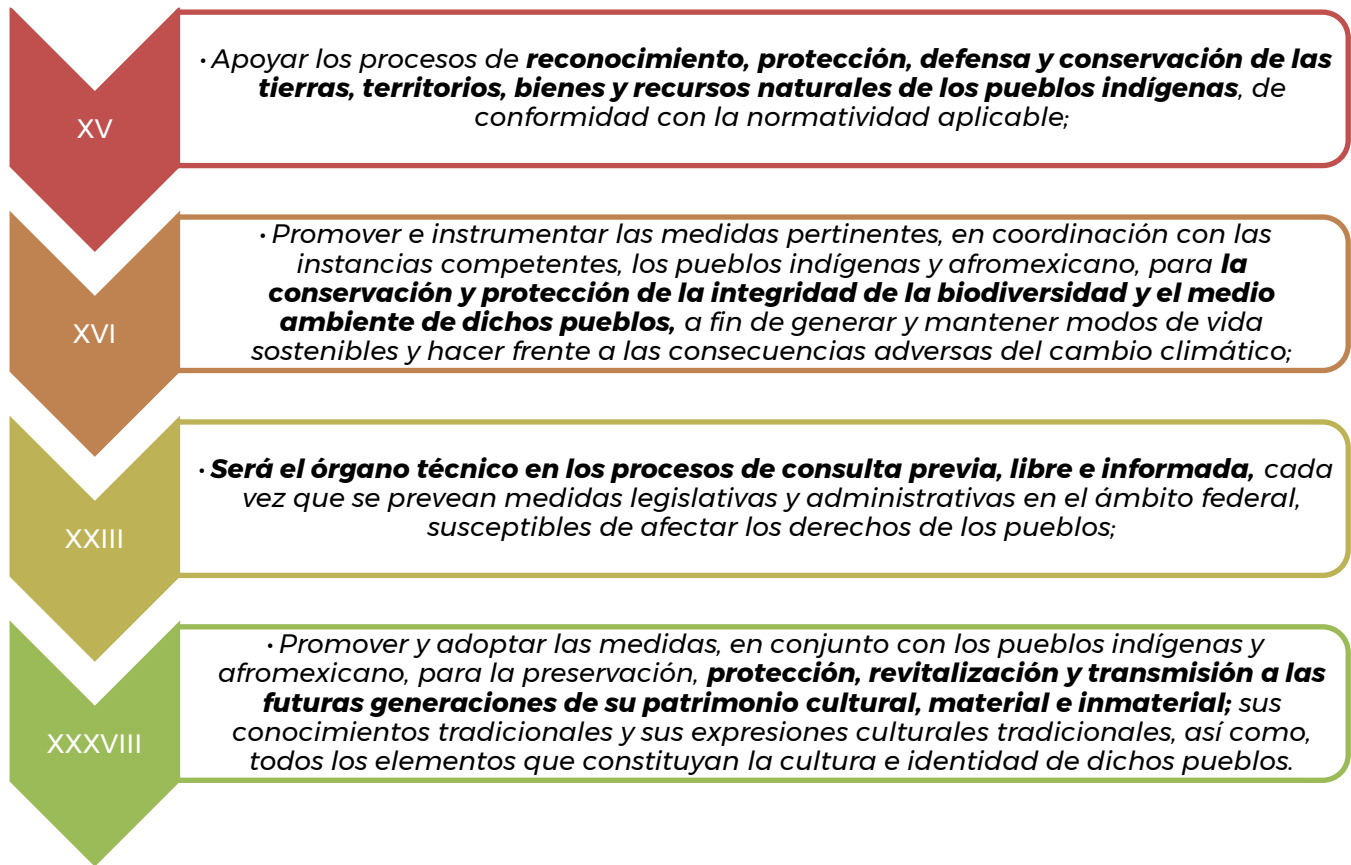 XV
· Apoyar los procesos de reconocimiento, protección, defensa y conservación de las
tierras, territorios, bienes y recursos naturales de los pueblos indígenas, de
conformidad con la normatividad aplicable;
XVI
· Promover e instrumentar las medidas pertinentes, en coordinación con las
instancias competentes, los pueblos indígenas y afromexicano, para la
conservación y protección de la integridad de la biodiversidad y el medio
ambiente de dichos pueblos, a fin de generar y mantener modos de vida
sostenibles y hacer frente a las consecuencias adversas del cambio climático;
XXIII
· Será el órgano técnico en los procesos de consulta previa, libre e informada, cada
vez que se prevean medidas legislativas y administrativas en el ámbito federal,
susceptibles de afectar los derechos de los pueblos;
XXXVIII
· Promover y adoptar las medidas, en conjunto con los pueblos indígenas y
afromexicano, para la preservación, protección, revitalización y transmisión a las
futuras generaciones de su patrimonio cultural, material e inmaterial; sus
conocimientos tradicionales y sus expresiones culturales tradicionales, así como,
todos los elementos que constituyan la cultura e identidad de dichos pueblos.